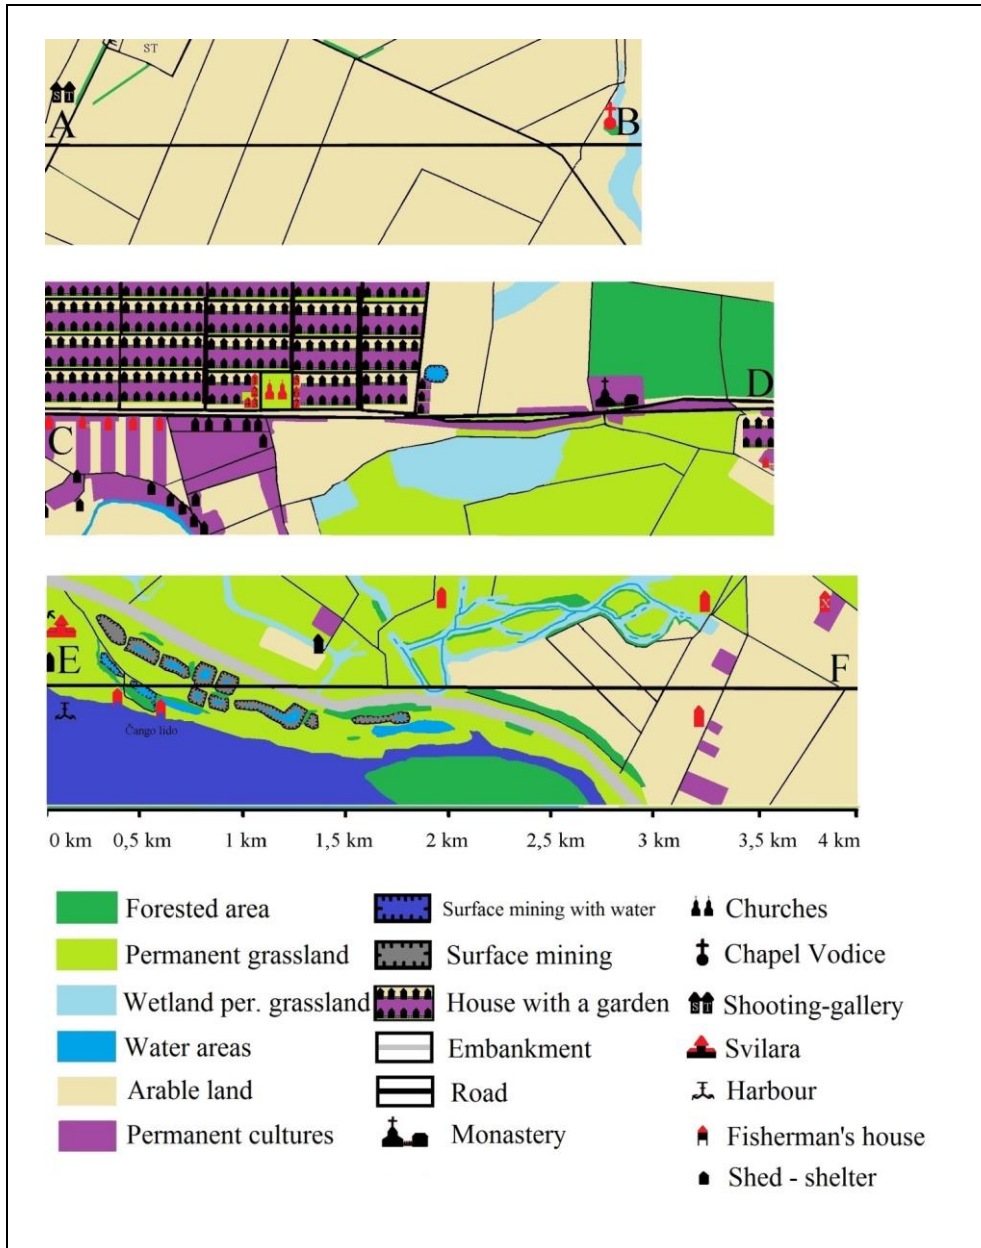 ST
S T
A
B
C
D
E
F
X
Čango lido
0 km 0,5 km 1 km 1,5 km 2 km 2,5 km 3 km 3,5 km 4 km
Forested area
Permanent grassland
Wetland per. grassland
Water areas
Arable land
Permanent cultures
Surface mining with water
Surface mining
House with a garden
Embankment
Road
Monastery
Churches
Chapel Vodice
S T Shooting-gallery
Svilara
Harbour
Fisherman's house
Shed - shelter